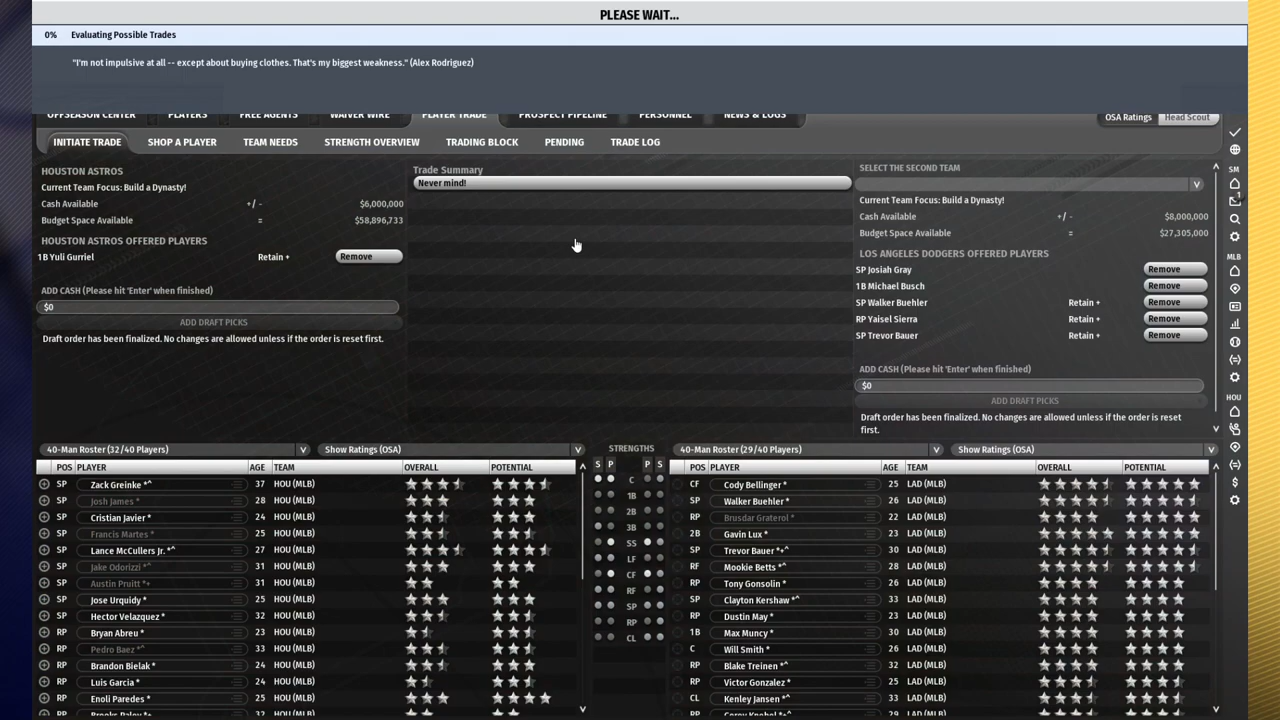 PLEASE WAIT...
0% Evaluating Possible Trades
"I'm not impulsive at all -- except about buying clothes. That's my biggest weakness." (Alex Rodriguez)
OFFSEASON CENTER PLAYERS FREE AGENTS WAIVER WIRE PLAYER TRADE PROSPECT PIPELINE PERSONNEL NEWS & LOGS
OSA Ratings Head Scout
INITIATE TRADE SHOP A PLAYER TEAM NEEDS STRENGTH OVERVIEW TRADING BLOCK PENDING TRADE LOG
HOUSTON ASTROS
Current Team Focus: Build a Dynasty!
Cash Available +/ - $6,000,000
Budget Space Available = $58,896,733
HOUSTON ASTROS OFFERED PLAYERS
1B Yuli Gurriel Retain + Remove
ADD CASH (Please hit 'Enter' when finished)
$0
ADD DRAFT PICKS
Draft order has been finalized. No changes are allowed unless if the order is reset first.
Trade Summary
Never mind!
SELECT THE SECOND TEAM
Current Team Focus: Build a Dynasty!
Cash Available +/ - $8,000,000
Budget Space Available = $27,305,000
LOS ANGELES DODGERS OFFERED PLAYERS
SP Josiah Gray Remove
1B Michael Busch Remove
SP Walker Buehler Retain + Remove
RP Yaisel Sierra Retain + Remove
SP Trevor Bauer Retain + Remove
ADD CASH (Please hit 'Enter' when finished)
$0
ADD DRAFT PICKS
Draft order has been finalized. No changes are allowed unless if the order is reset
first.
40-Man Roster (32/40 Players) Show Ratings (OSA)
POS PLAYER AGE TEAM OVERALL POTENTIAL
SP Zack Greinke *^ 37 HOU (MLB)
SP Josh James * 28 HOU (MLB)
SP Cristian Javier * 24 HOU (MLB)
SP Francis Martes * 25 HOU (MLB)
SP Lance McCullers Jr. *^ 27 HOU (MLB)
SP Jake Odorizzi *^ 31 HOU (MLB)
SP Austin Pruitt *+ 31 HOU (MLB)
SP Jose Urquidy * 25 HOU (MLB)
SP Hector Velazquez * 32 HOU (MLB)
RP Bryan Abreu * 23 HOU (MLB)
RP Pedro Baez *^ 33 HOU (MLB)
RP Brandon Bielak * 24 HOU (MLB)
RP Luis Garcia * 24 HOU (MLB)
RP Enoli Paredes * 25 HOU (MLB)
RP Brooks Raley *+ 32 HOU (MLB)
STRENGTHS
S P P S
C
1B
2B
3B
SS
LF
CF
RF
SP
RP
CL
40-Man Roster (29/40 Players) Show Ratings (OSA)
POS PLAYER AGE TEAM OVERALL POTENTIAL
CF Cody Bellinger * 25 LAD (MLB)
SP Walker Buehler * 26 LAD (MLB)
RP Brusdar Graterol * 22 LAD (MLB)
2B Gavin Lux * 23 LAD (MLB)
SP Trevor Bauer *+^ 30 LAD (MLB)
RF Mookie Betts *^ 28 LAD (MLB)
RP Tony Gonsolin * 26 LAD (MLB)
SP Clayton Kershaw *^ 33 LAD (MLB)
RP Dustin May * 23 LAD (MLB)
1B Max Muncy * 30 LAD (MLB)
C Will Smith * 26 LAD (MLB)
RP Blake Treinen *^ 32 LAD (MLB)
RP Victor Gonzalez * 25 LAD (MLB)
CL Kenley Jansen *^ 33 LAD (MLB)
RP Corey Knebel *^ 29 LAD (MLB)
SM
1
MLB
HOU